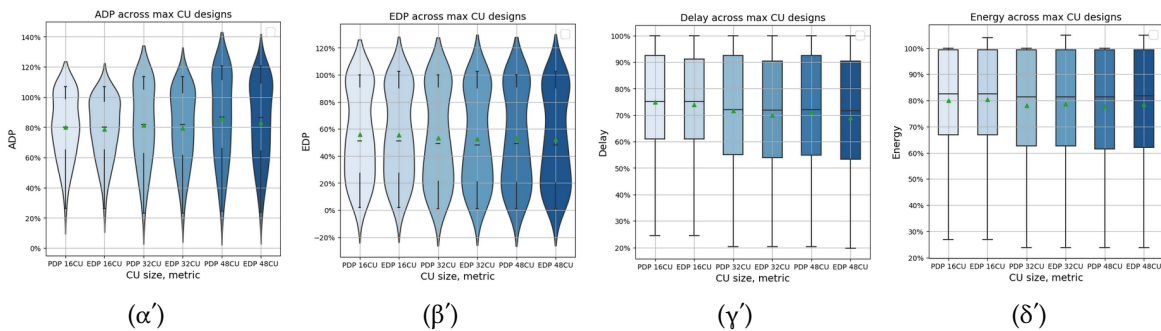 ADP across max CU designs
140%
120%
100%
80%
60%
40%
20%
0%
ADP
PDP 16CU EDP 16CU PDP 32CU EDP 32CU PDP 48CU EDP 48CU
CU size, metric
(α′)
EDP across max CU designs
120%
100%
80%
60%
40%
20%
0%
−20%
EDP
PDP 16CU EDP 16CU PDP 32CU EDP 32CU PDP 48CU EDP 48CU
CU size, metric
(β′)
Delay across max CU designs
100%
90%
80%
70%
60%
50%
40%
30%
20%
Delay
PDP 16CU EDP 16CU PDP 32CU EDP 32CU PDP 48CU EDP 48CU
CU size, metric
(γ′)
Energy across max CU designs
100%
90%
80%
70%
60%
50%
40%
30%
20%
Energy
PDP 16CU EDP 16CU PDP 32CU EDP 32CU PDP 48CU EDP 48CU
CU size, metric
(δ′)